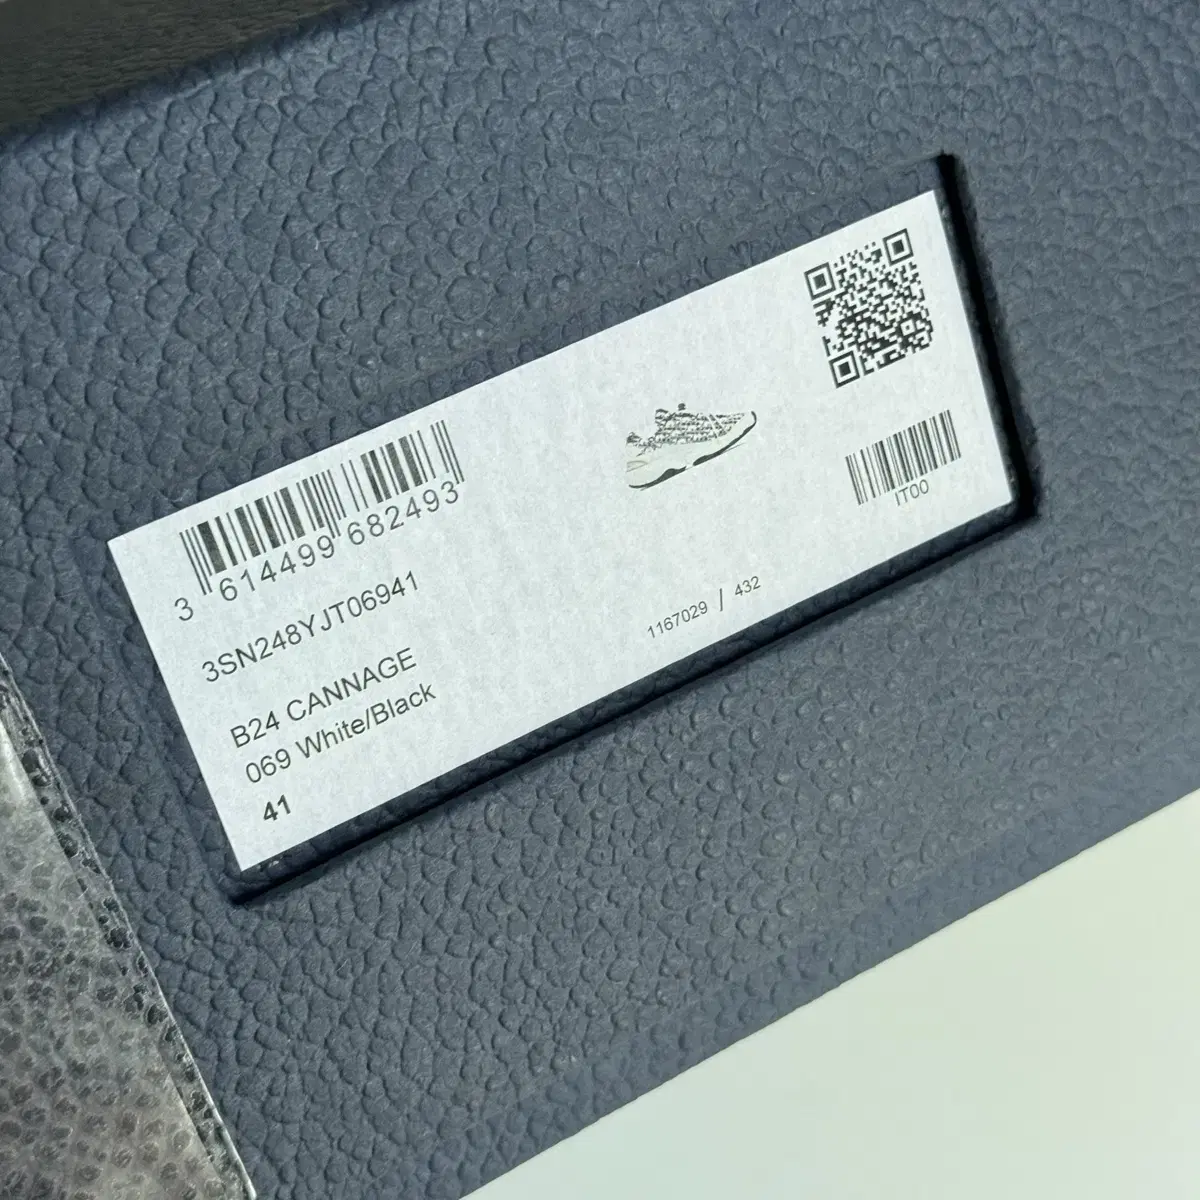 3 614499 682493
3SN248YJT06941
B24 CANNAGE
069 White/Black
41
1167029 / 432
IT00